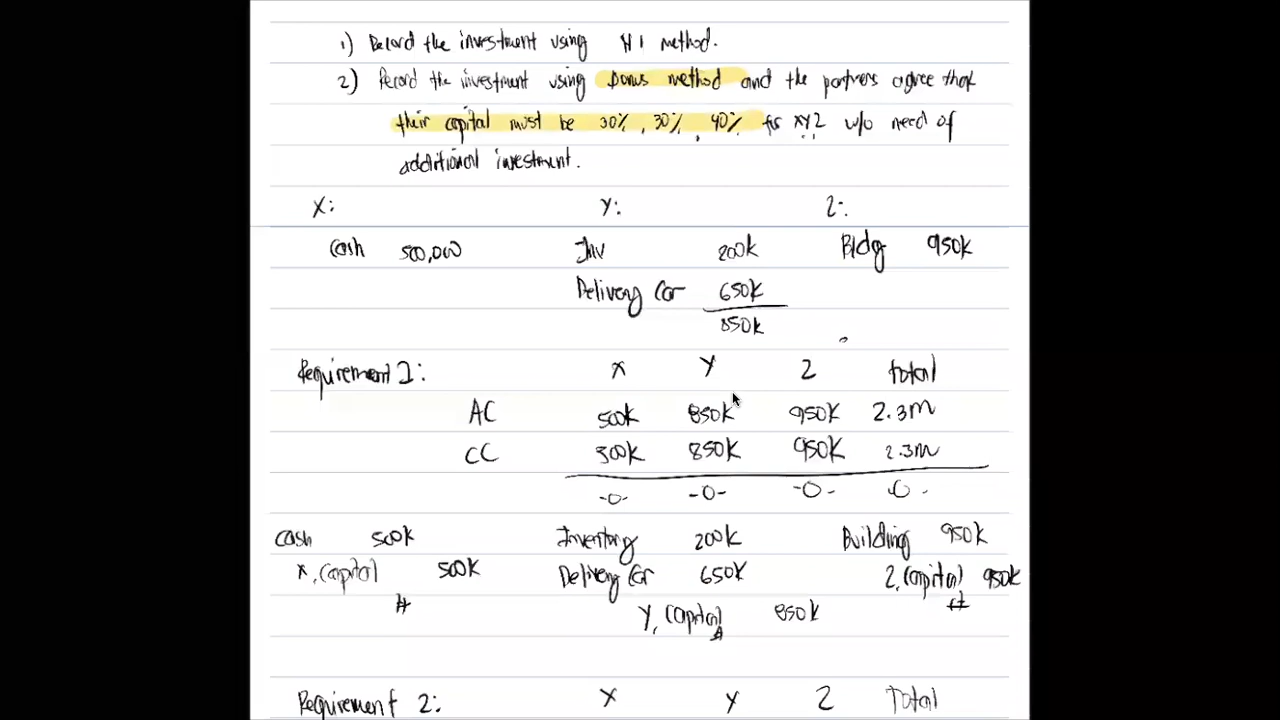 1) Record the investment using NI method.
2) Record the investment using bonus method and the partners agree that
their capital must be 30%, 30%, 40% for XYZ w/o need of
additional investment.
X: Y: Z:
Cash 500,000 Inv 200k Bldg 950k
Delivery Car 650k
850k
Requirement 1: X Y Z total
AC 500k 850k 950k 2.3M
CC 500k 850k 950k 2.3M
-0- -0- -0- 0.
Cash 500k Inventory 200k Building 950k
X, Capital 500k Delivery Car 650k Z, Capital 950k
Y, Capital 850k
Requirement 2: X Y Z Total